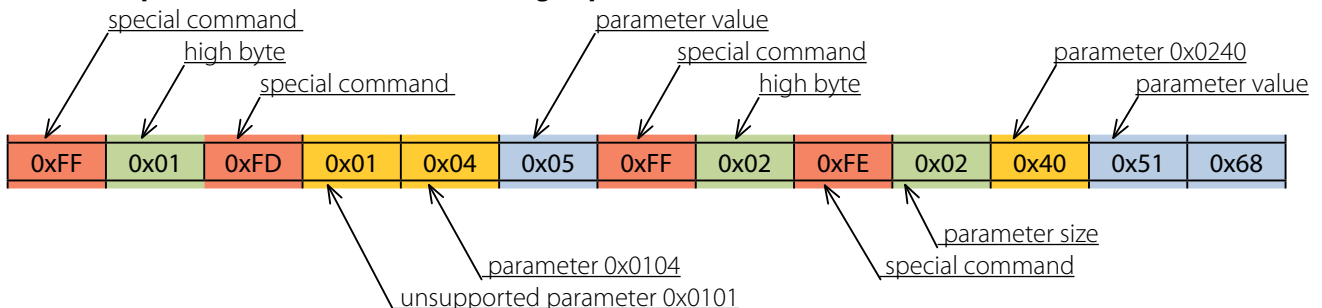 special command
parameter value
high byte
special command
parameter 0x0240
special command
high byte
parameter value
0xFF 0x01 0xFD 0x01 0x04 0x05 0xFF 0x02 0xFE 0x02 0x40 0x51 0x68
parameter size
parameter 0x0104
special command
unsupported parameter 0x0101